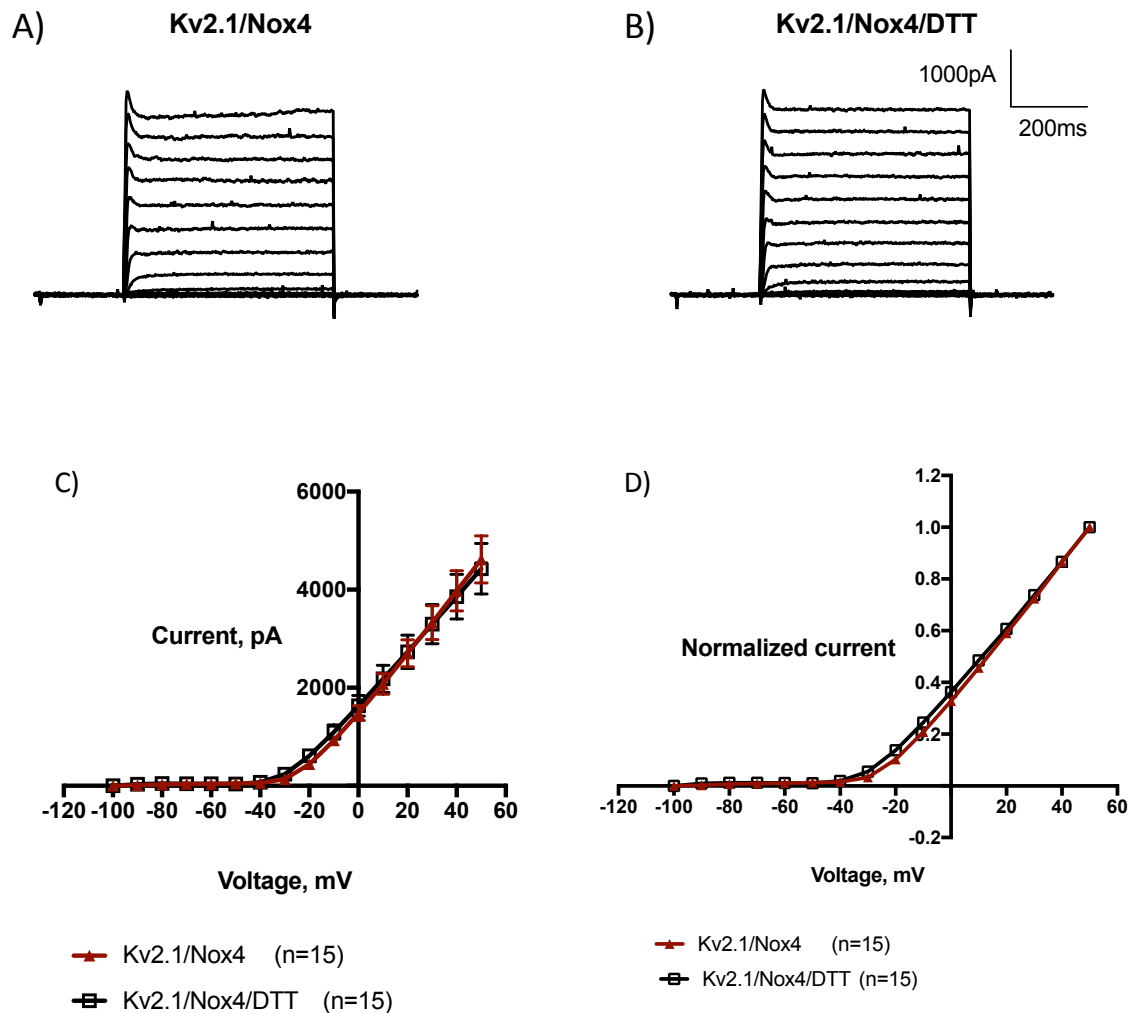 A)
Kv2.1/Nox4
B)
Kv2.1/Nox4/DTT
1000pA
200ms
C)
6000
4000
2000
Current, pA
-120 -100 -80 -60 -40 -20 0 20 40 60
Voltage, mV
Kv2.1/Nox4 (n=15)
Kv2.1/Nox4/DTT (n=15)
D)
1.2
1.0
0.8
0.6
0.4
0.2
-0.2
Normalized current
-120 -100 -80 -60 -40 -20 20 40 60
Voltage, mV
Kv2.1/Nox4 (n=15)
Kv2.1/Nox4/DTT (n=15)